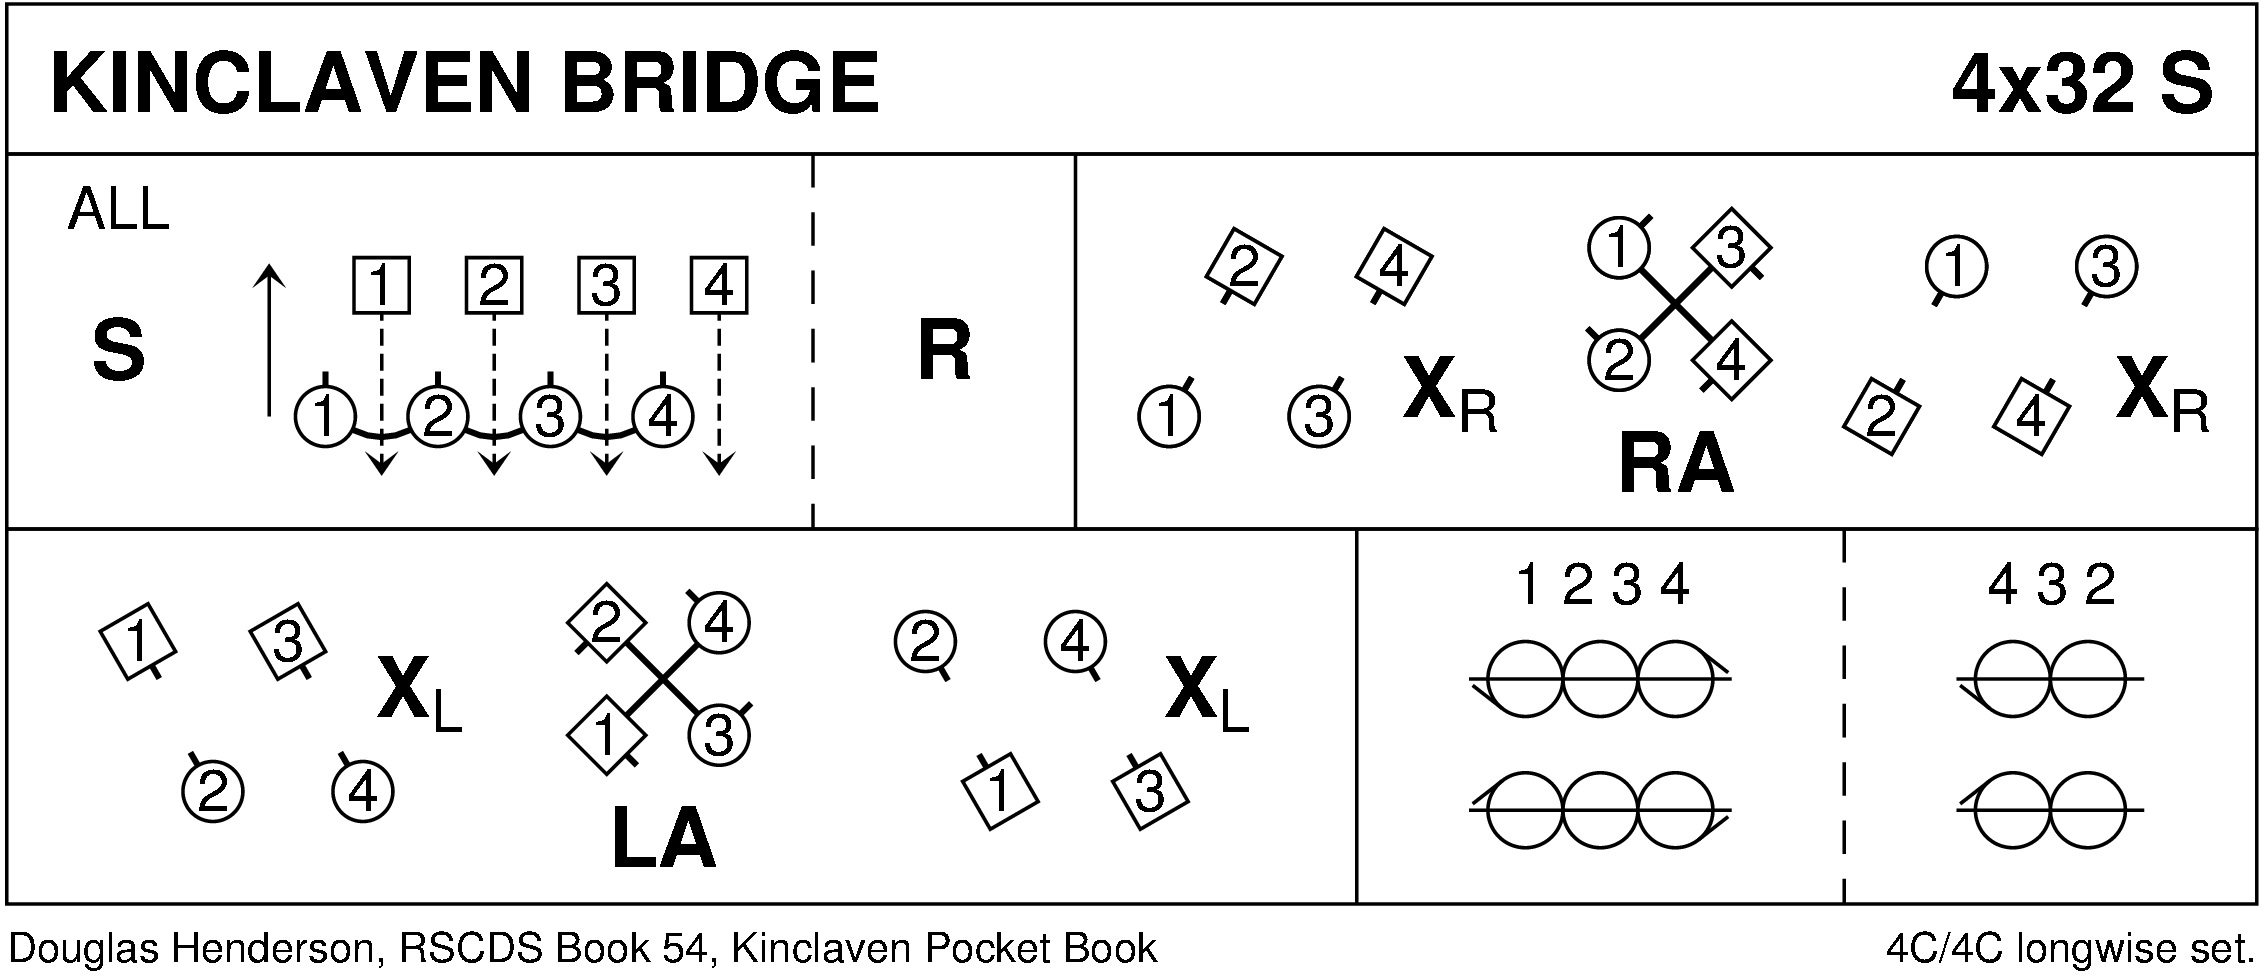 KINCLAVEN BRIDGE 4x32 S
ALL
S 1 2 3 4
1 2 3 4
R
2 4 1 3 1 3
1 3 XR 2 4 2 4 XR
RA
1 3 2 4 2 4
2 4 XL 1 3 1 3 XL
LA
1 2 3 4 4 3 2
Douglas Henderson, RSCDS Book 54, Kinclaven Pocket Book 4C/4C longwise set.